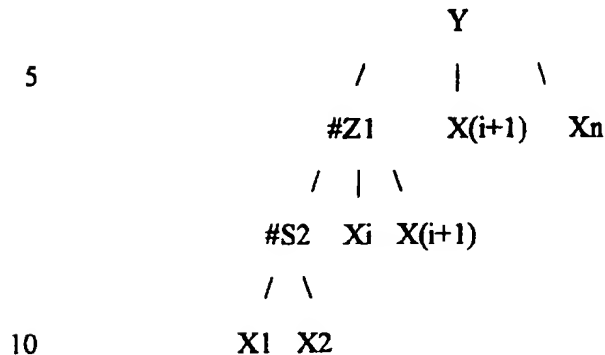 Y
5 / | \
#Z1 X(i+1) Xn
/ | \
#S2 Xi X(i+1)
/ \
10 X1 X2